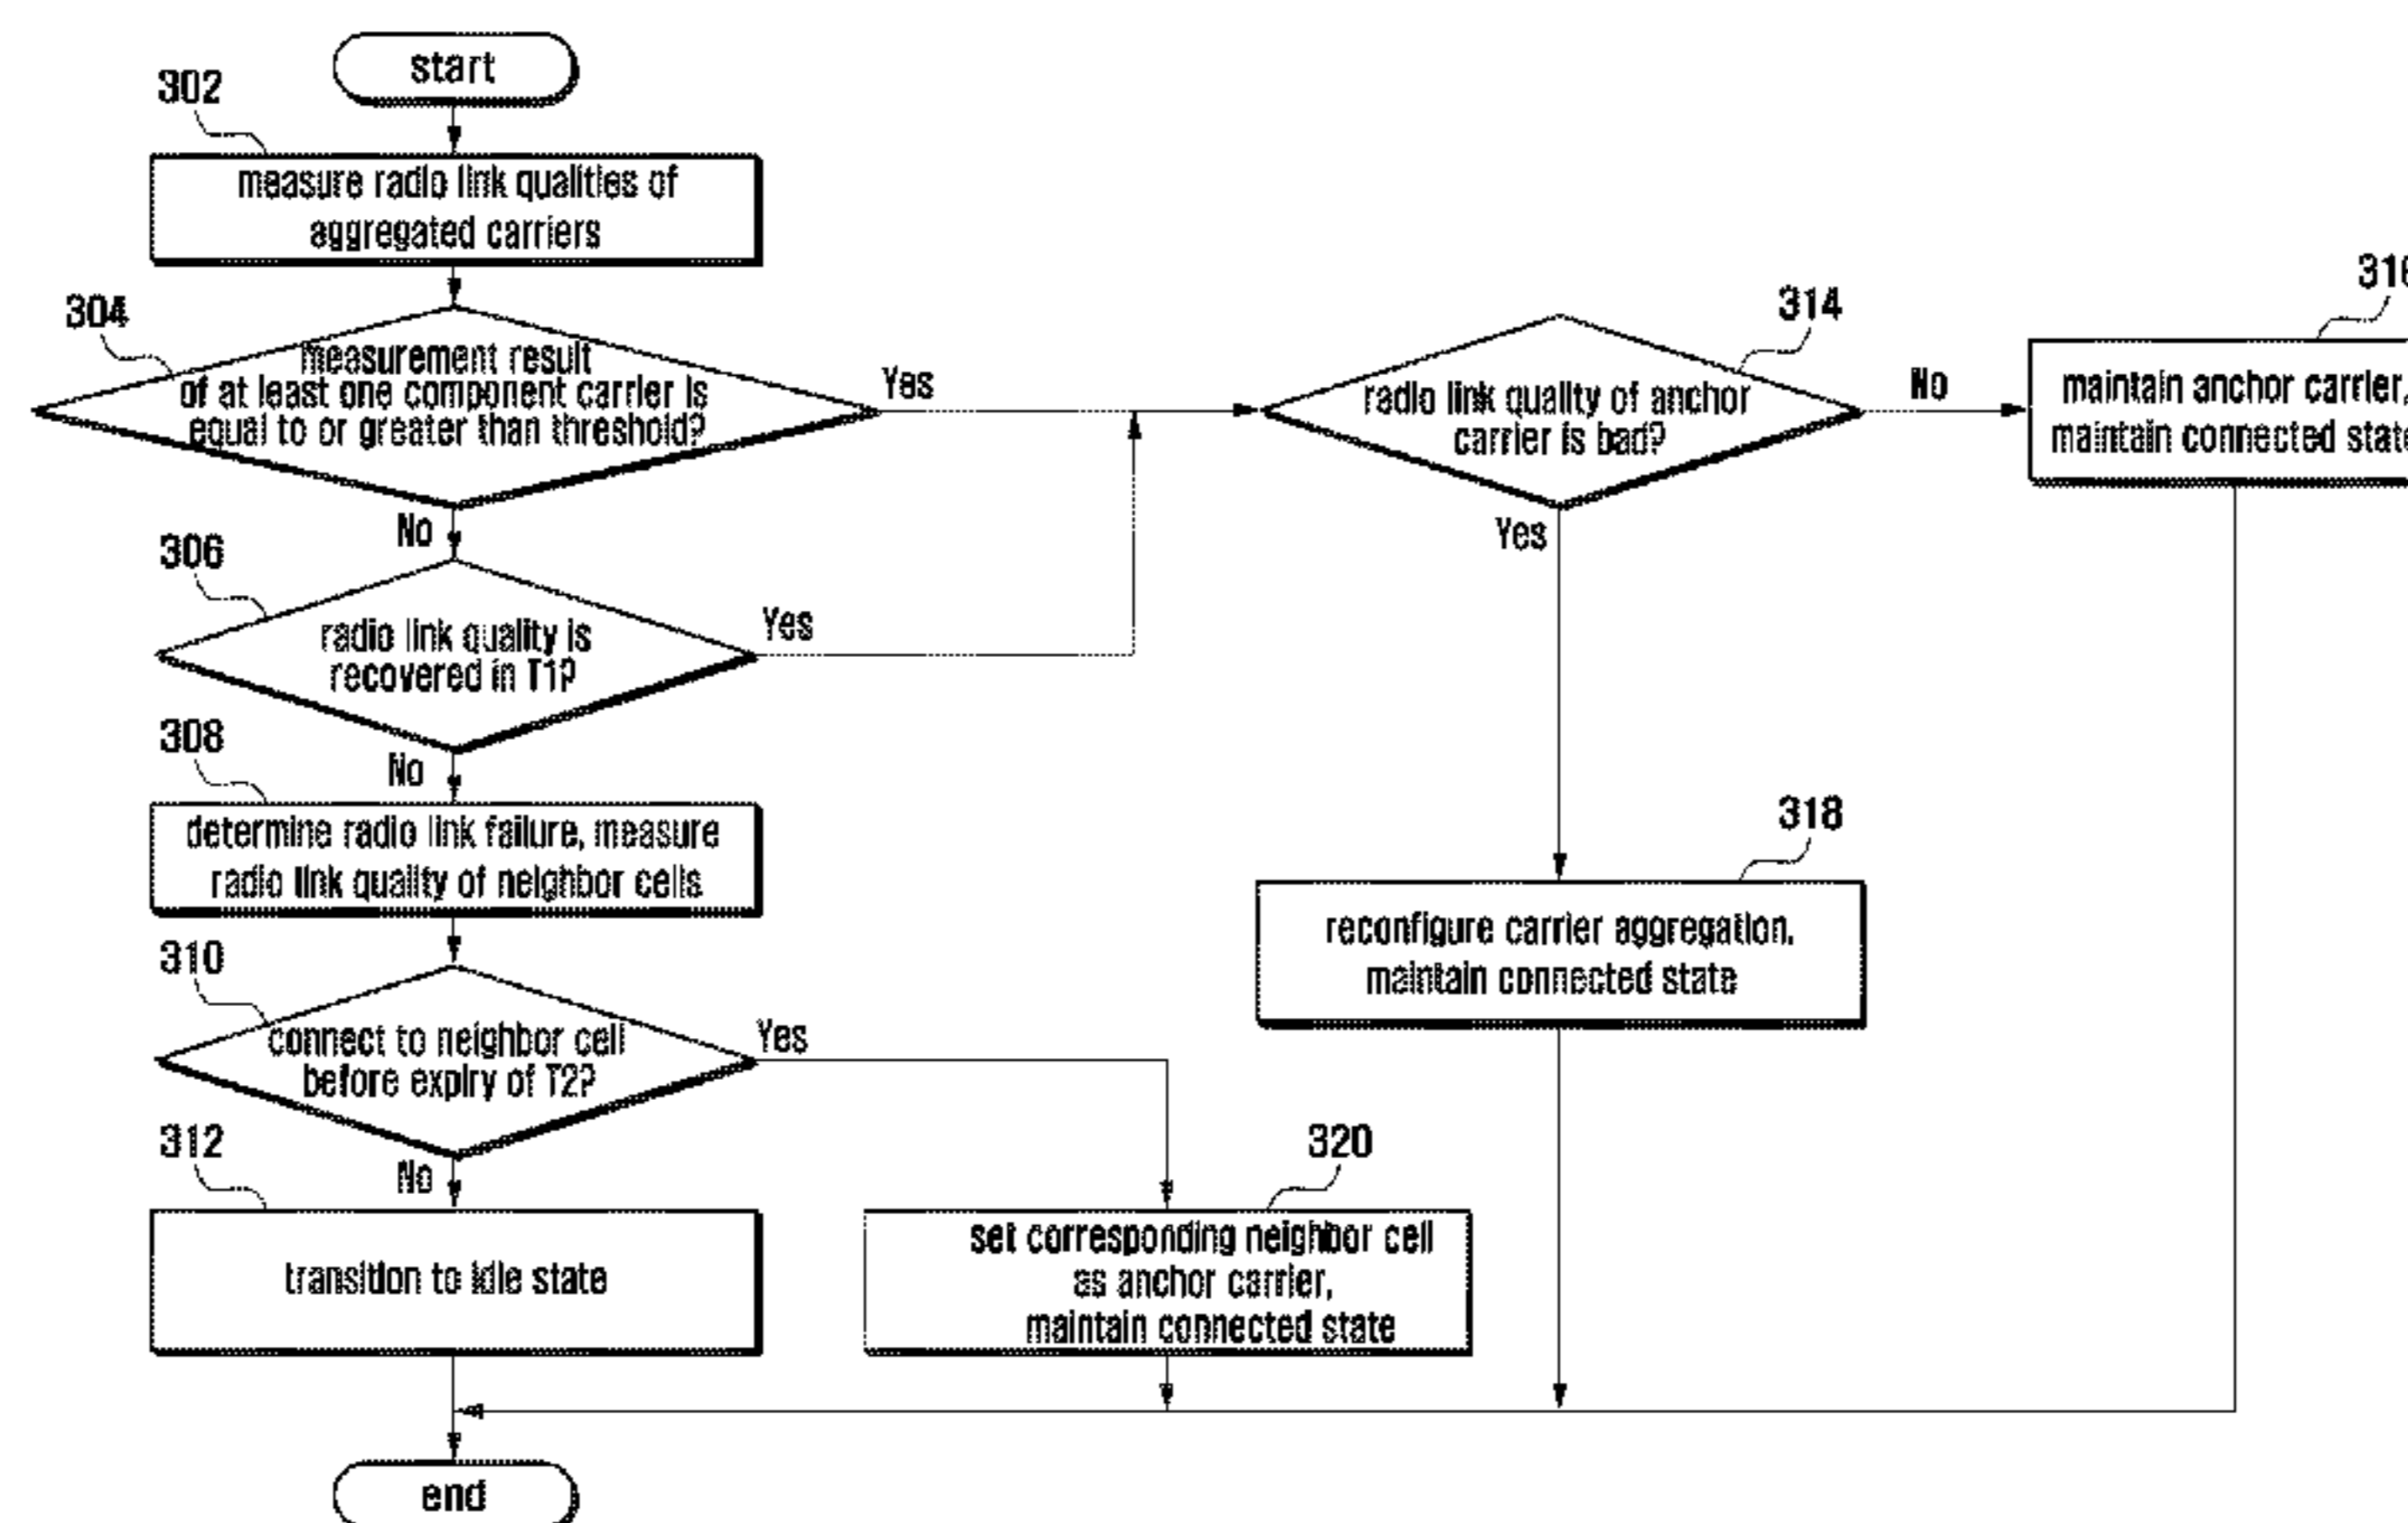 start
302
measure radio link qualities of
aggregated carriers
304
measurement result
of at least one component carrier is
equal to or greater than threshold?
Yes
No
314
radio link quality of anchor
carrier is bad?
No
Yes
maintain anchor carrier,
maintain connected state
306
radio link quality is
recovered in T1?
Yes
No
308
determine radio link failure, measure
radio link quality of neighbor cells
318
reconfigure carrier aggregation.
maintain connected state
310
connect to neighbor cell
before expiry of T2?
Yes
No
312
transition to idle state
320
set corresponding neighbor cell
as anchor carrier,
maintain connected state
end